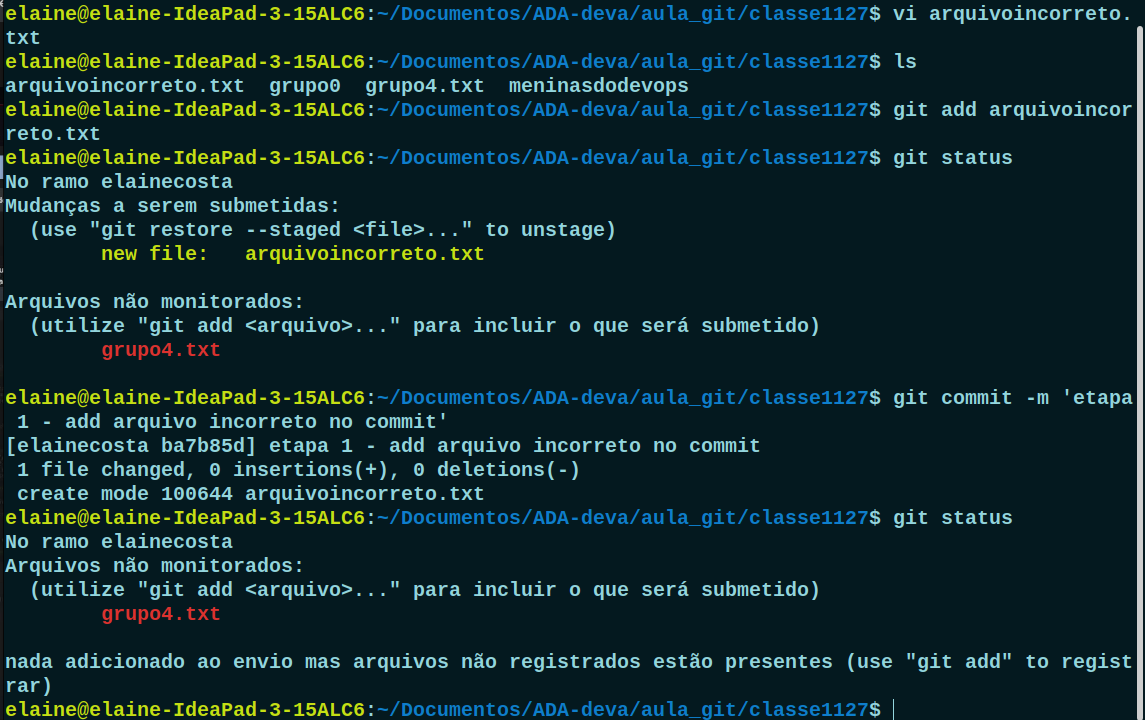 elaine@elaine-IdeaPad-3-15ALC6:~/Documentos/ADA-deva/aula_git/classe1127$ vi arquivoincorreto.
txt
elaine@elaine-IdeaPad-3-15ALC6:~/Documentos/ADA-deva/aula_git/classe1127$ ls
arquivoincorreto.txt  grupo0  grupo4.txt  meninasdodevops
elaine@elaine-IdeaPad-3-15ALC6:~/Documentos/ADA-deva/aula_git/classe1127$ git add arquivoincor
reto.txt
elaine@elaine-IdeaPad-3-15ALC6:~/Documentos/ADA-deva/aula_git/classe1127$ git status
No ramo elainecosta
Mudanças a serem submetidas:
  (use "git restore --staged <file>..." to unstage)
        new file:   arquivoincorreto.txt

Arquivos não monitorados:
  (utilize "git add <arquivo>..." para incluir o que será submetido)
        grupo4.txt

elaine@elaine-IdeaPad-3-15ALC6:~/Documentos/ADA-deva/aula_git/classe1127$ git commit -m 'etapa
 1 - add arquivo incorreto no commit'
[elainecosta ba7b85d] etapa 1 - add arquivo incorreto no commit
 1 file changed, 0 insertions(+), 0 deletions(-)
 create mode 100644 arquivoincorreto.txt
elaine@elaine-IdeaPad-3-15ALC6:~/Documentos/ADA-deva/aula_git/classe1127$ git status
No ramo elainecosta
Arquivos não monitorados:
  (utilize "git add <arquivo>..." para incluir o que será submetido)
        grupo4.txt

nada adicionado ao envio mas arquivos não registrados estão presentes (use "git add" to regist
rar)
elaine@elaine-IdeaPad-3-15ALC6:~/Documentos/ADA-deva/aula_git/classe1127$